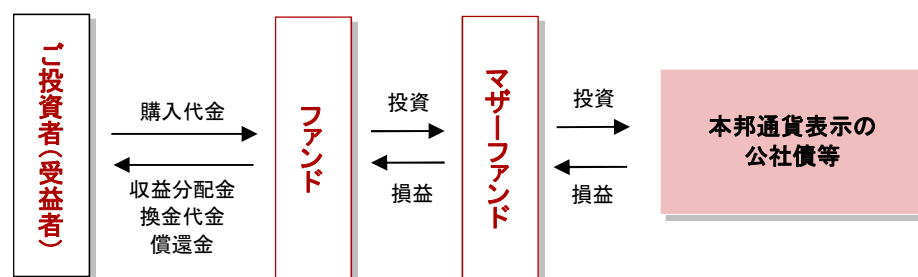 ご投資者(受益者)
購入代金
収益分配金
換金代金
償還金
ファンド
投資
損益
マザーファンド
投資
損益
本邦通貨表示の
公社債等